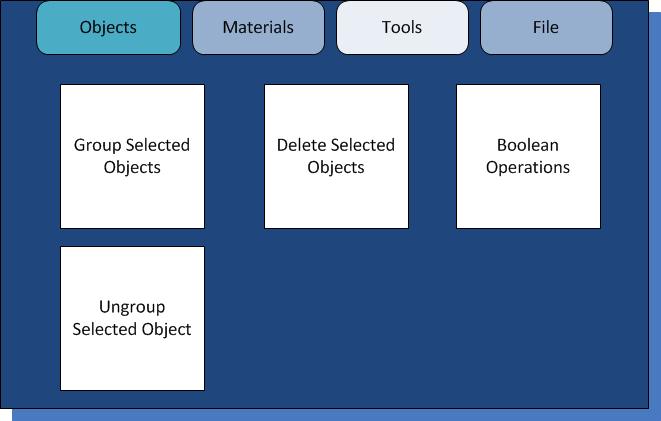 Objects
Materials
Tools
File
Group Selected
Objects
Delete Selected
Objects
Boolean
Operations
Ungroup
Selected Object